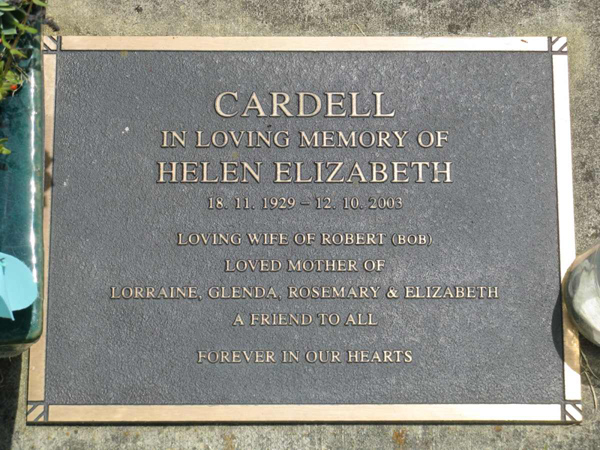 CARDELL
IN LOVING MEMORY OF
HELEN ELIZABETH
18. 11. 1929 – 12. 10. 2003
LOVING WIFE OF ROBERT (BOB)
LOVED MOTHER OF
LORRAINE, GLENDA, ROSEMARY & ELIZABETH
A FRIEND TO ALL
FOREVER IN OUR HEARTS